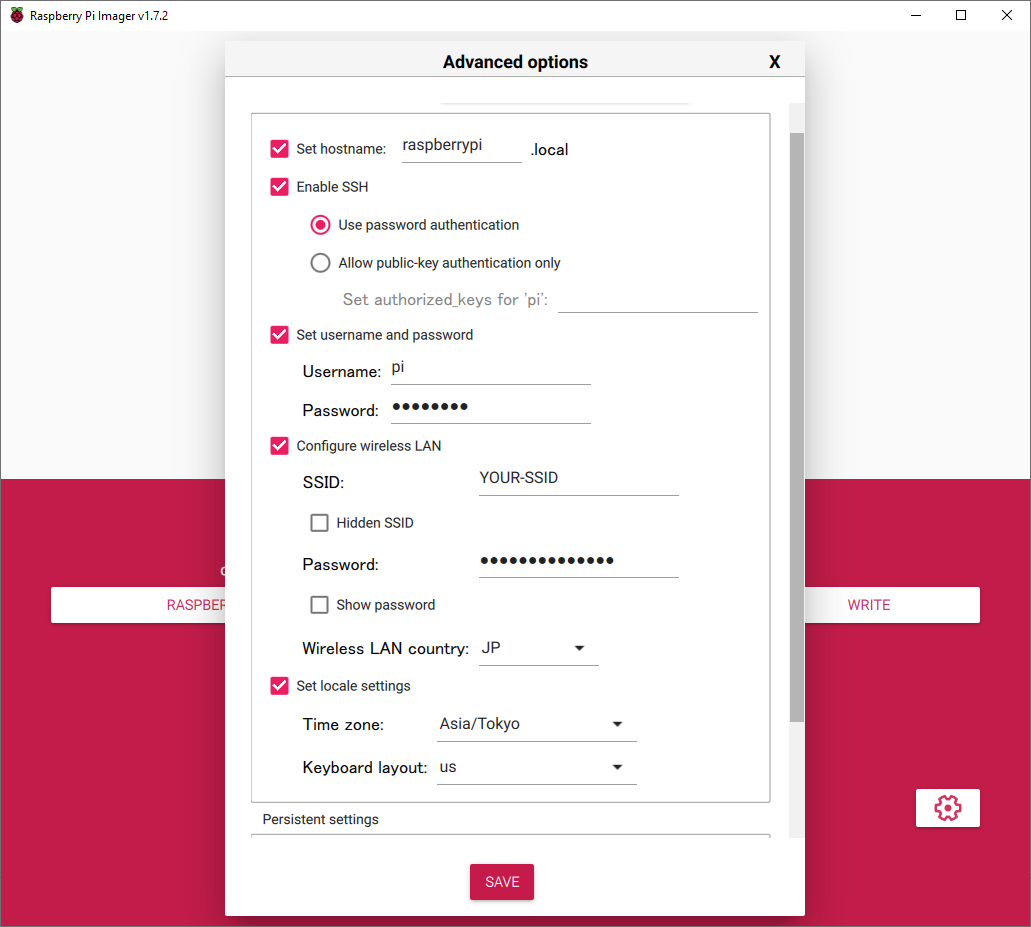 Raspberry Pi Imager v1.7.2
Advanced options X
Set hostname: raspberrypi .local
Enable SSH
Use password authentication
Allow public-key authentication only
Set authorized_keys for 'pi':
Set username and password
Username: pi
Password: ••••••••
Configure wireless LAN
SSID: YOUR-SSID
Hidden SSID
Password: ••••••••••••••
RASPBER
Show password
WRITE
Wireless LAN country: JP
Set locale settings
Time zone: Asia/Tokyo
Keyboard layout: us
Persistent settings
SAVE